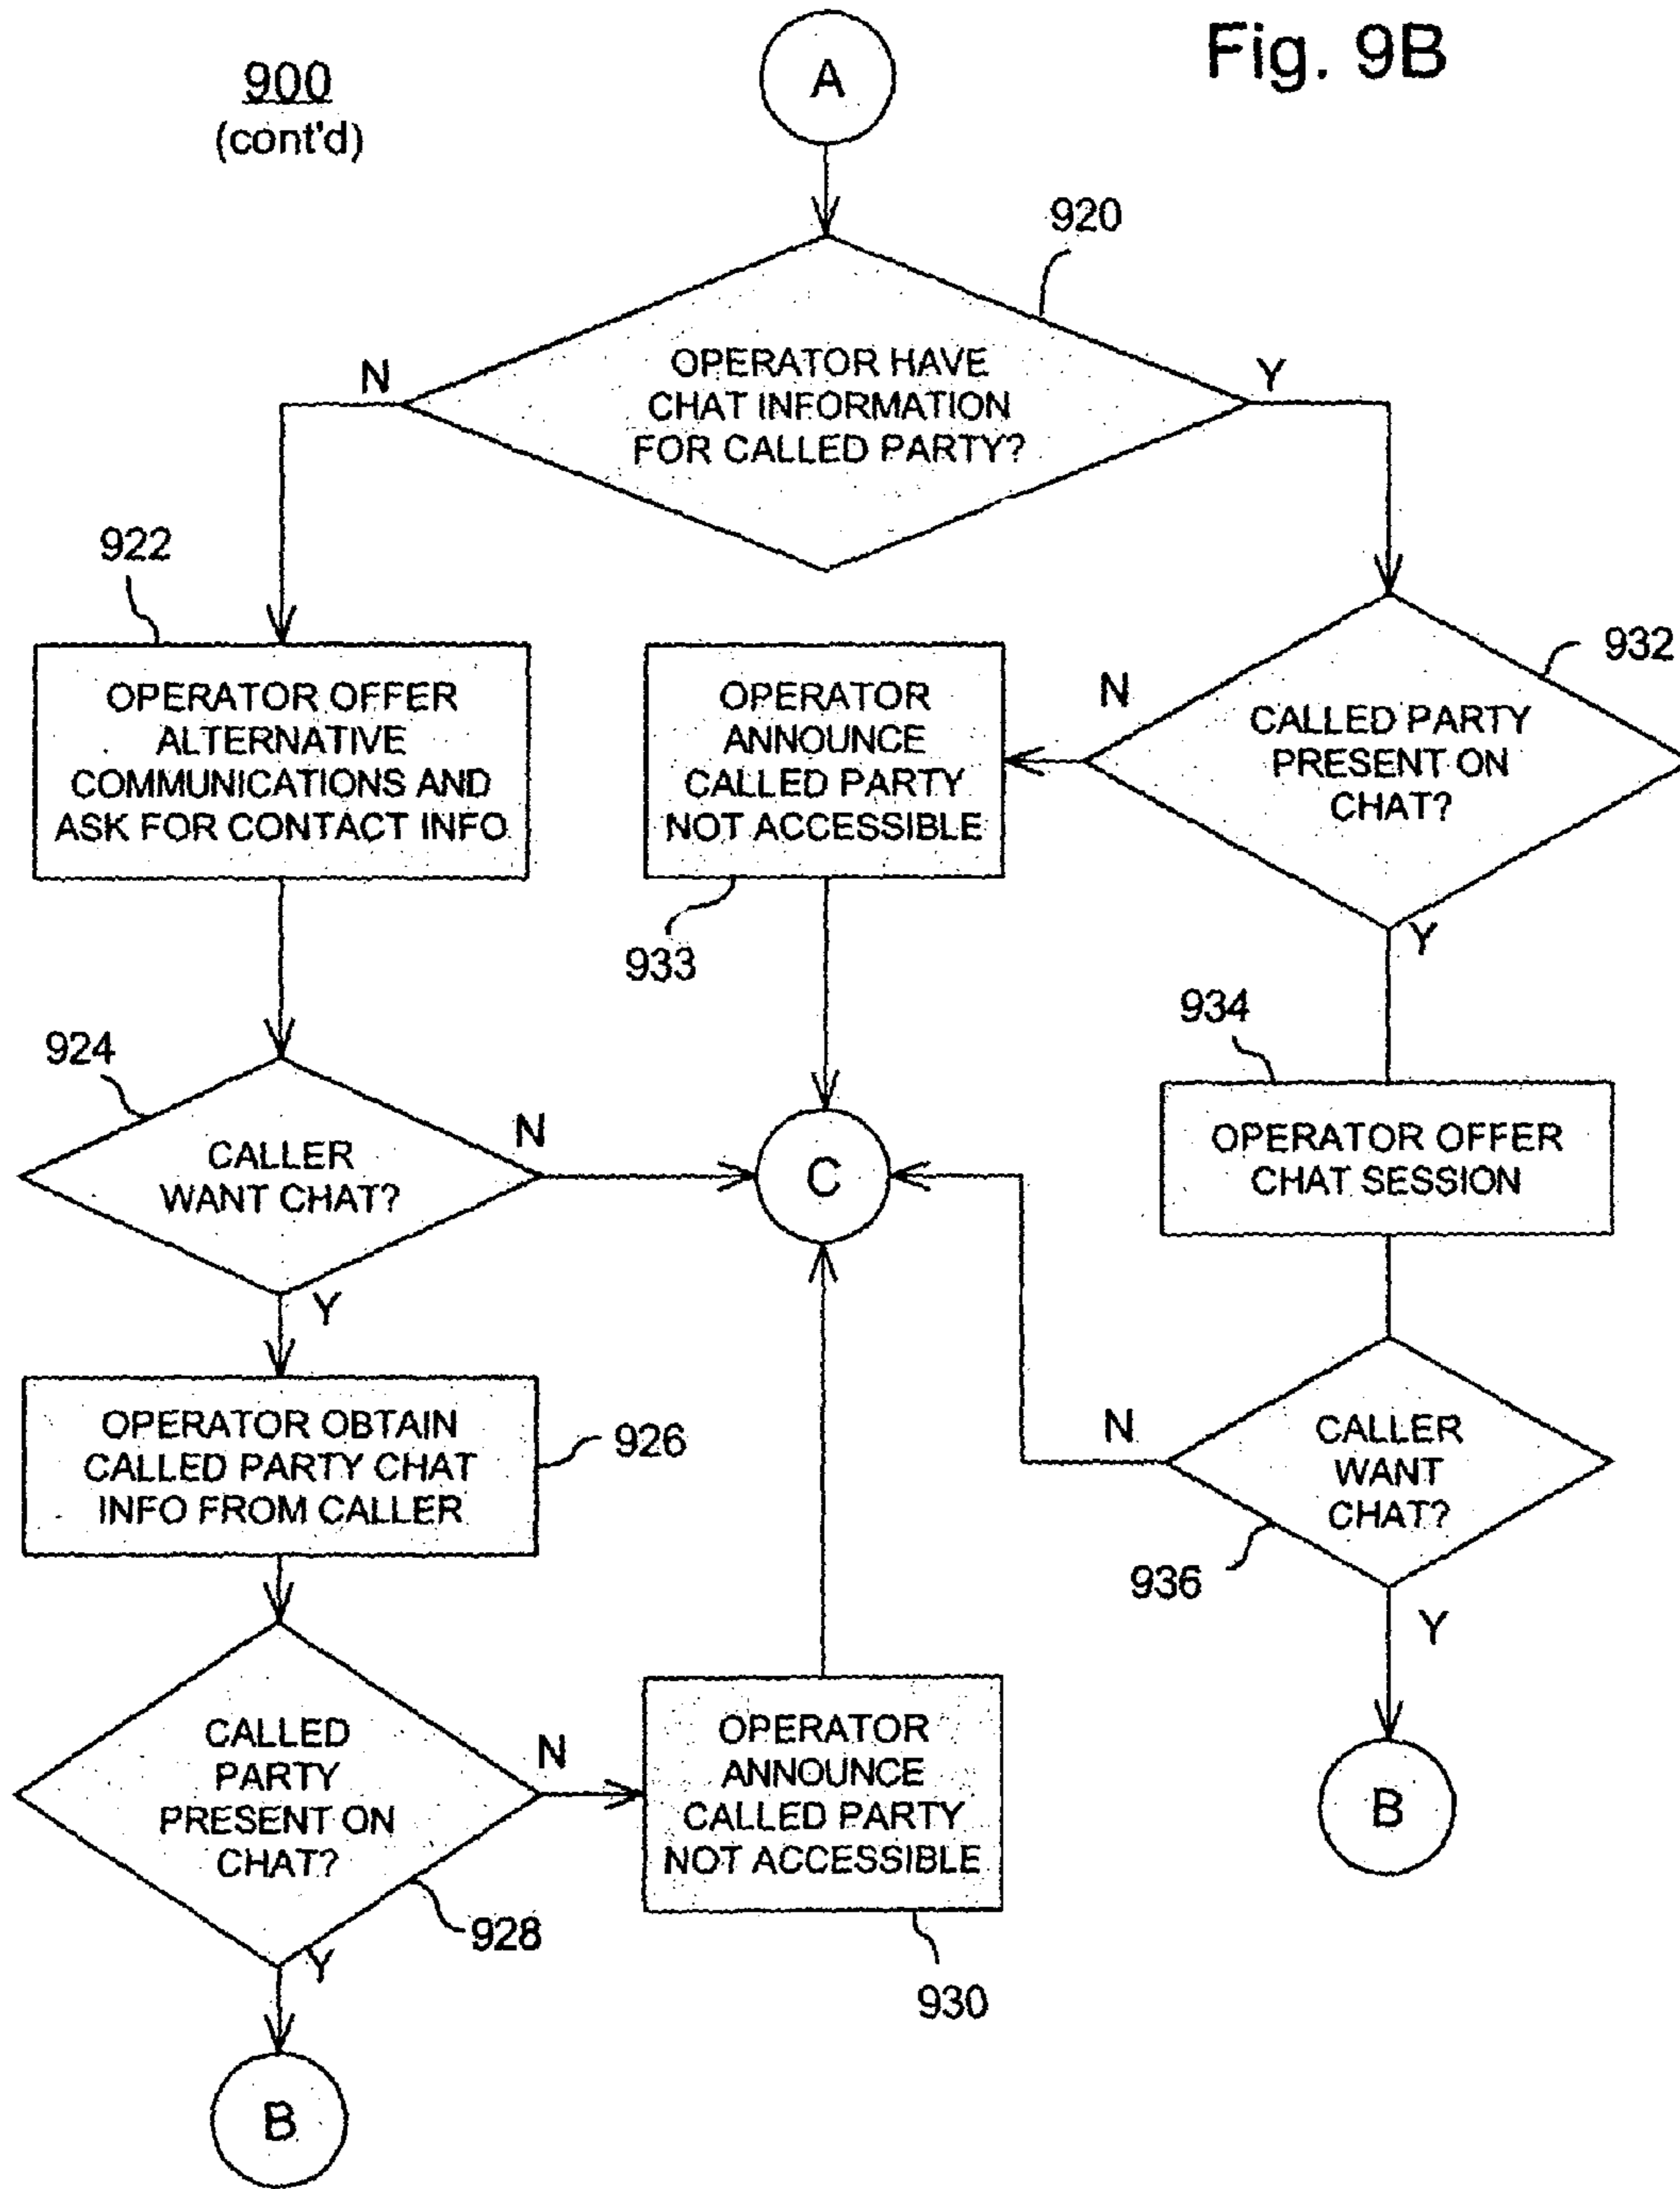 Fig. 9B
900
(cont'd)
A
920
OPERATOR HAVE
CHAT INFORMATION
FOR CALLED PARTY?
N
Y
922
OPERATOR OFFER
ALTERNATIVE
COMMUNICATIONS AND
ASK FOR CONTACT INFO
OPERATOR
ANNOUNCE
CALLED PARTY
NOT ACCESSIBLE
933
N
932
CALLED PARTY
PRESENT ON
CHAT?
Y
934
OPERATOR OFFER
CHAT SESSION
924
CALLER
WANT CHAT?
N
C
Y
N
CALLER
WANT
CHAT?
936
Y
B
OPERATOR OBTAIN
CALLED PARTY CHAT
INFO FROM CALLER
926
CALLED
PARTY
PRESENT ON
CHAT?
N
928
Y
OPERATOR
ANNOUNCE
CALLED PARTY
NOT ACCESSIBLE
930
B